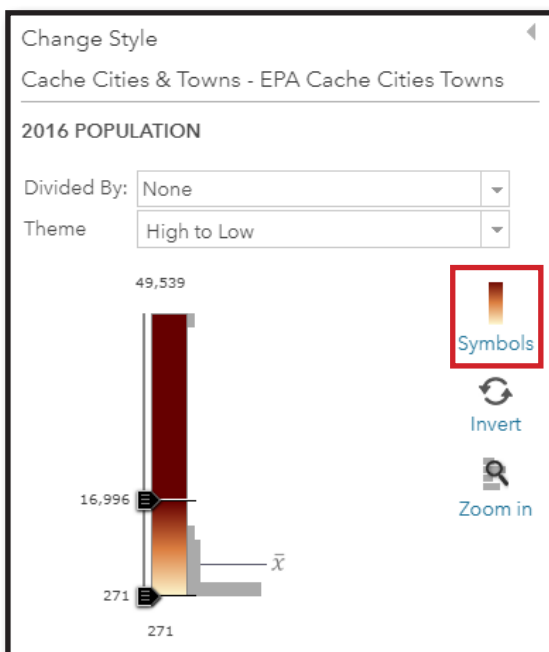 Change Style
Cache Cities & Towns - EPA Cache Cities Towns
2016 POPULATION
Divided By: None
Theme High to Low
49,539
Symbols
Invert
16,996
Zoom in
x̄
271
271